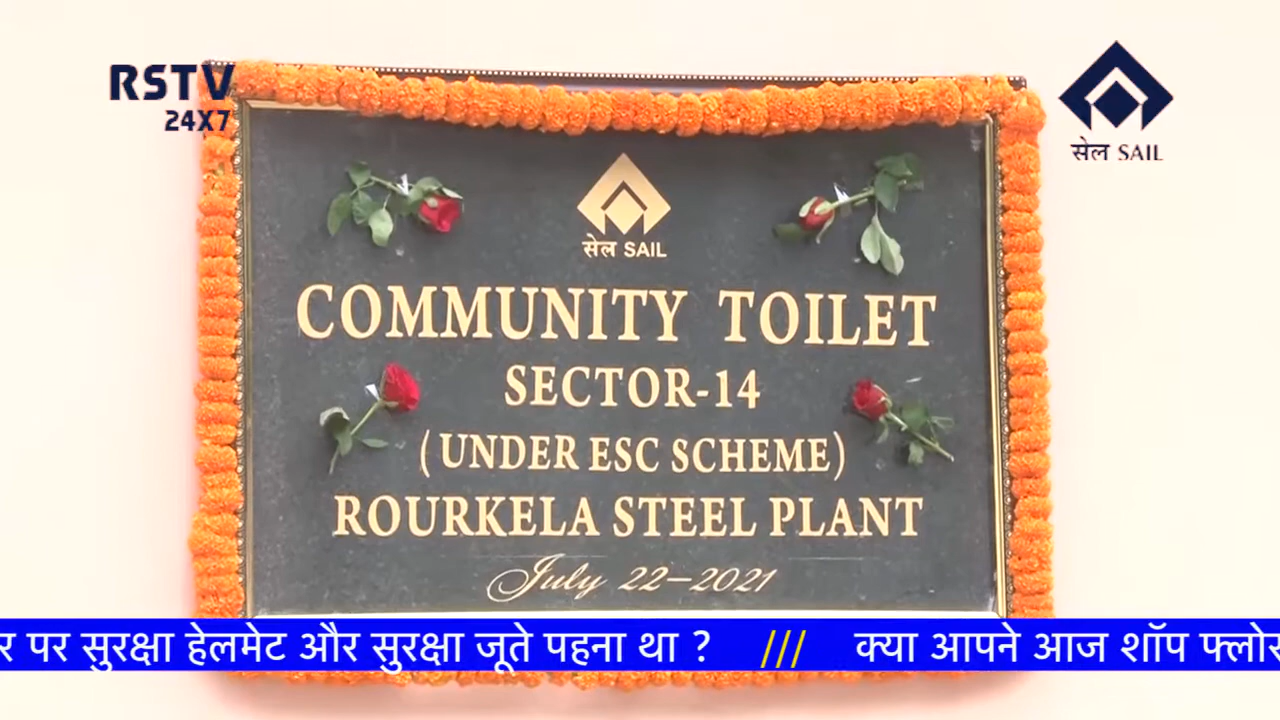 RSTV
24X7
सेल SAIL
सेल SAIL
COMMUNITY TOILET
SECTOR-14
(UNDER ESC SCHEME)
ROURKELA STEEL PLANT
July 22-2021
पर सुरक्षा हेलमेट और सुरक्षा जूते पहना था ? /// क्या आपने आज शॉप